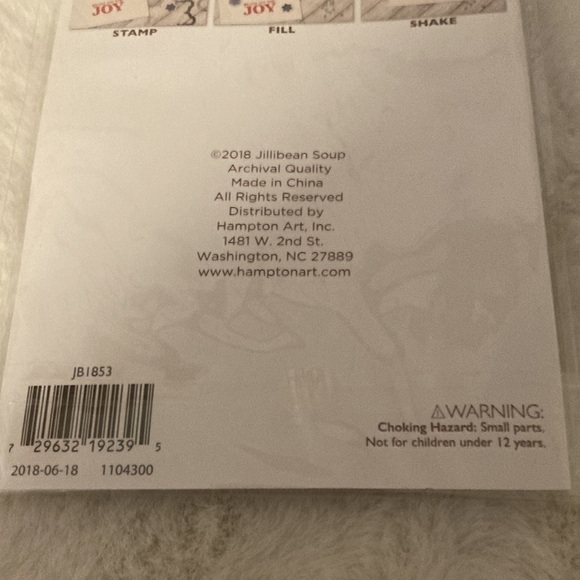 JOY
JOY
STAMP
FILL
SHAKE
©2018 Jillibean Soup
Archival Quality
Made in China
All Rights Reserved
Distributed by
Hampton Art, Inc.
1481 W. 2nd St.
Washington, NC 27889
www.hamptonart.com
JB1853
7 29632 19239 5
2018-06-18 1104300
⚠WARNING:
Choking Hazard: Small parts.
Not for children under 12 years.